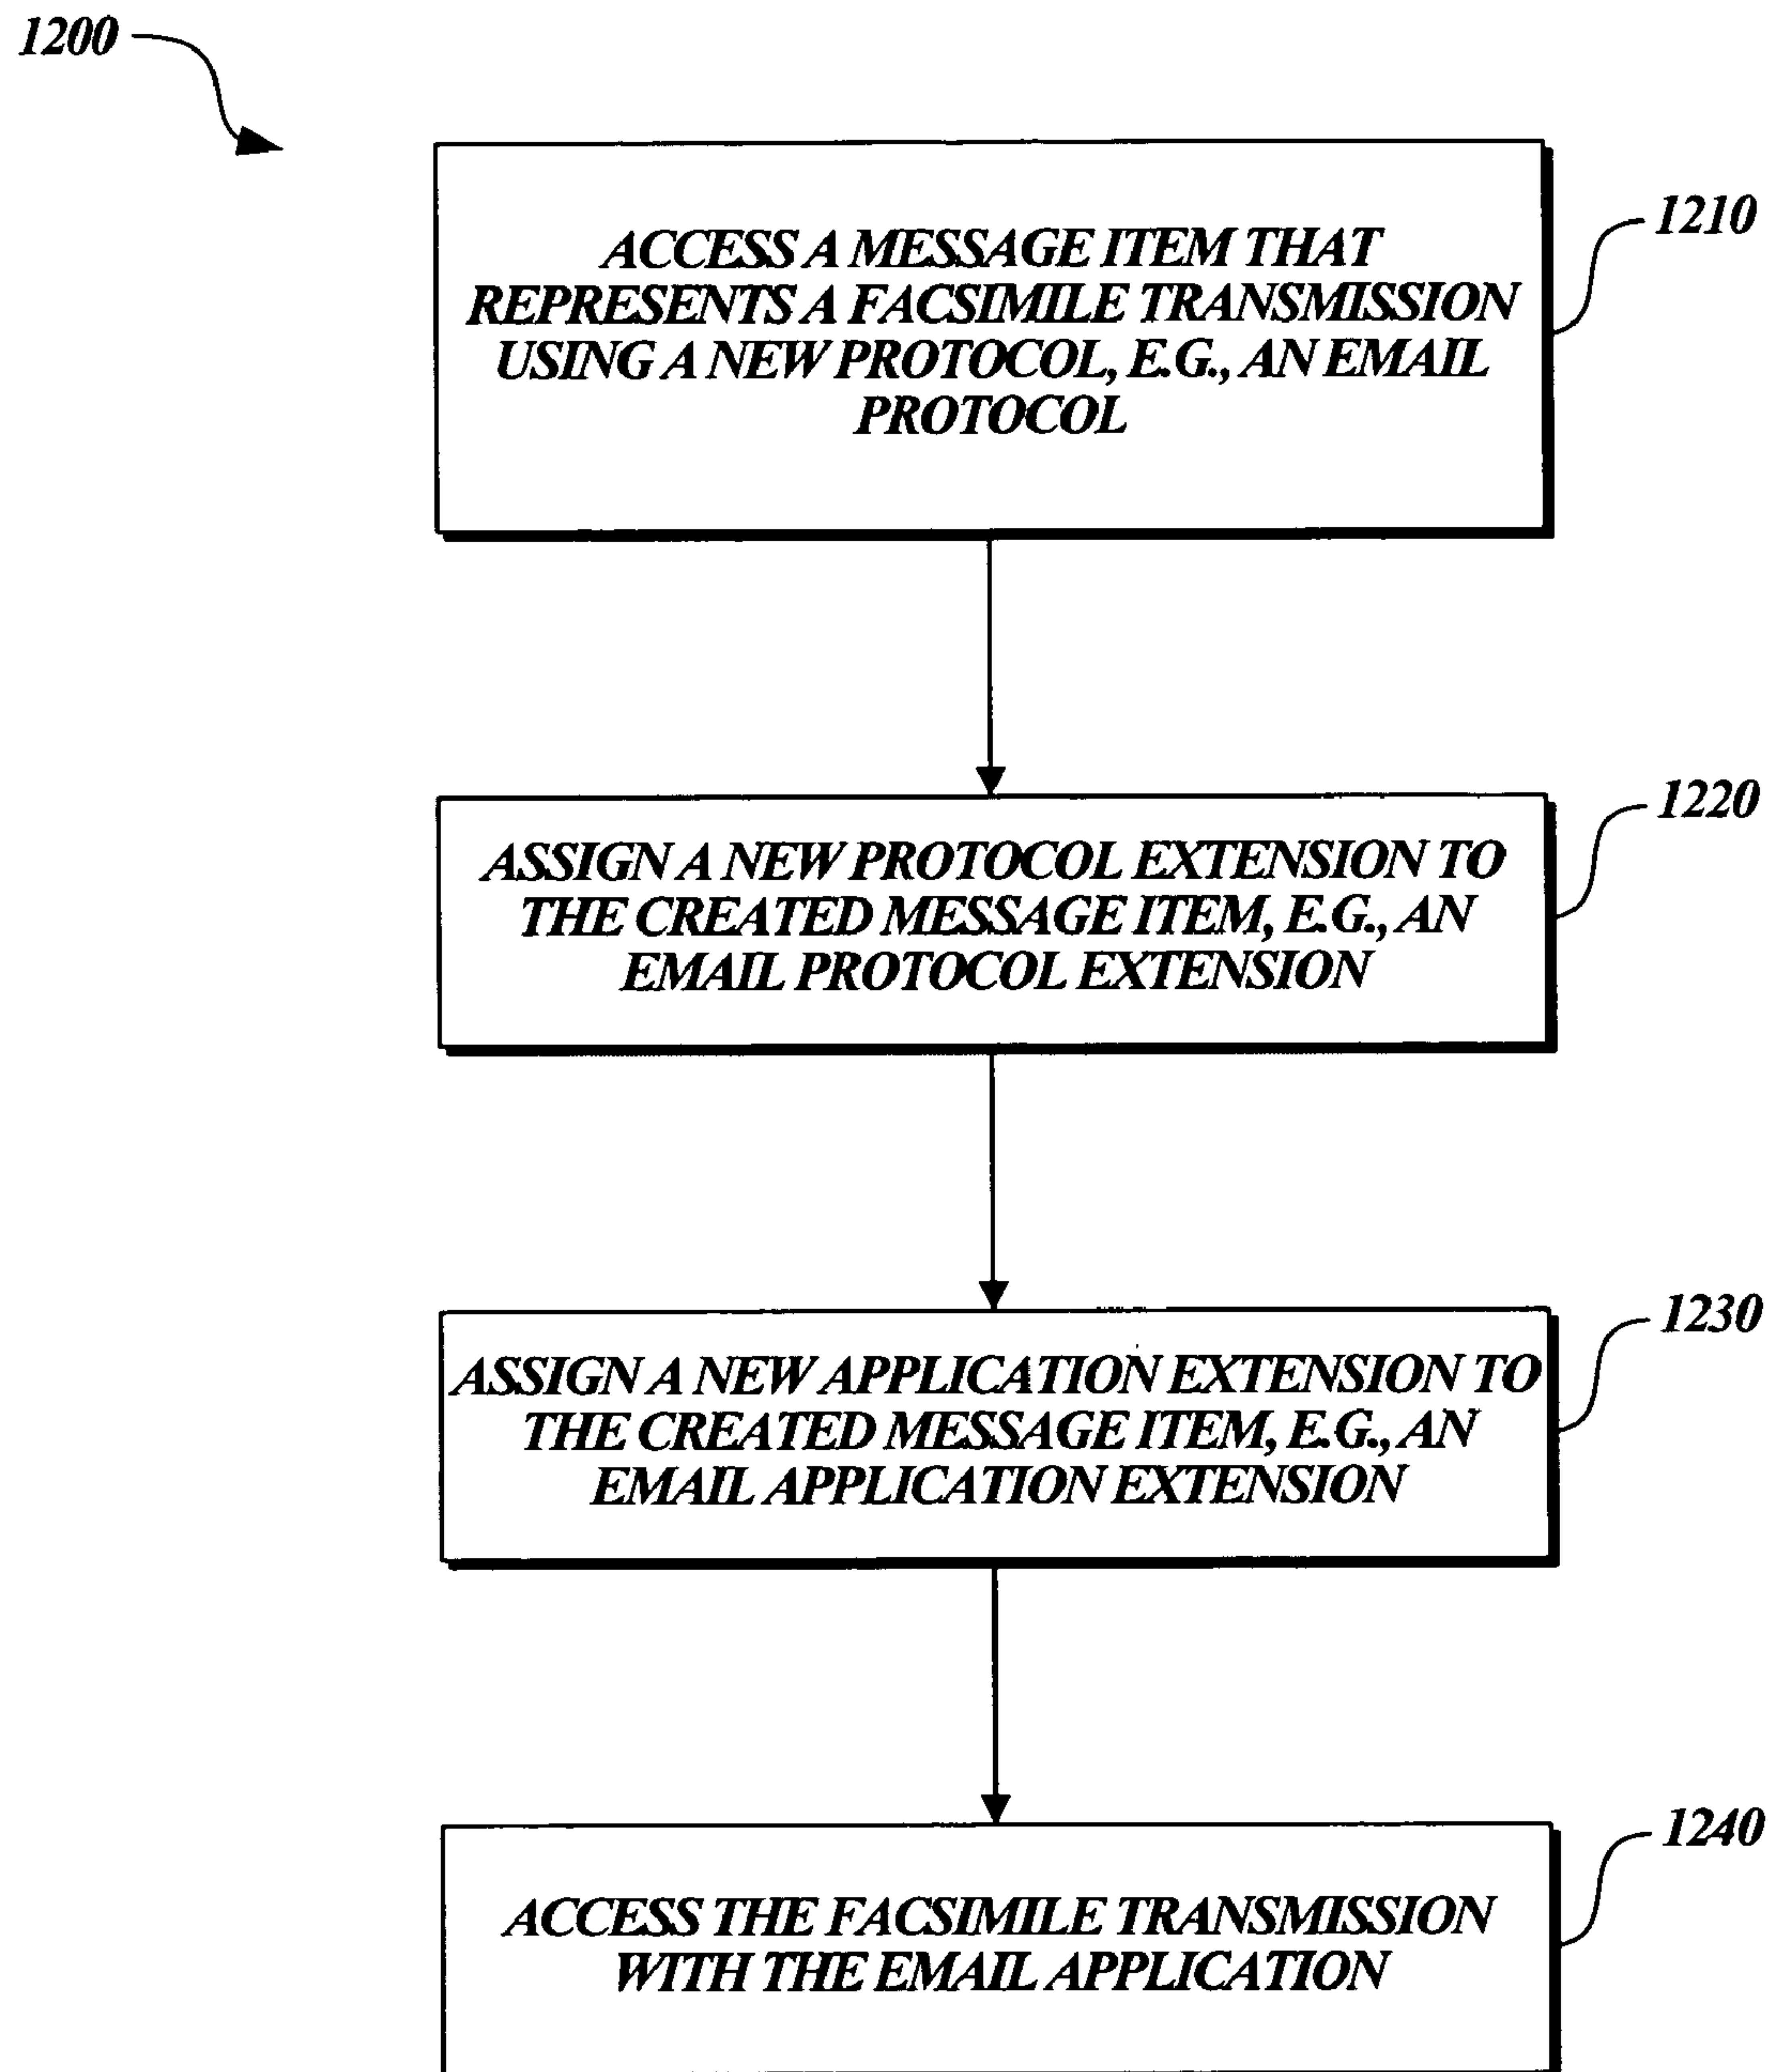 1200
ACCESS A MESSAGE ITEM THAT
REPRESENTS A FACSIMILE TRANSMISSION
USING A NEW PROTOCOL, E.G., AN EMAIL
PROTOCOL
1210
ASSIGN A NEW PROTOCOL EXTENSION TO
THE CREATED MESSAGE ITEM, E.G., AN
EMAIL PROTOCOL EXTENSION
1220
ASSIGN A NEW APPLICATION EXTENSION TO
THE CREATED MESSAGE ITEM, E.G., AN
EMAIL APPLICATION EXTENSION
1230
ACCESS THE FACSIMILE TRANSMISSION
WITH THE EMAIL APPLICATION
1240